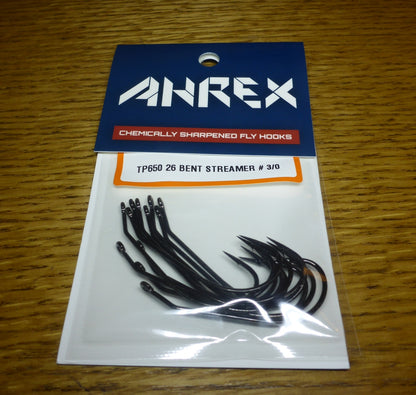 AHREX
CHEMICALLY SHARPENED FLY HOOKS
TP650 26 BENT STREAMER # 3/0